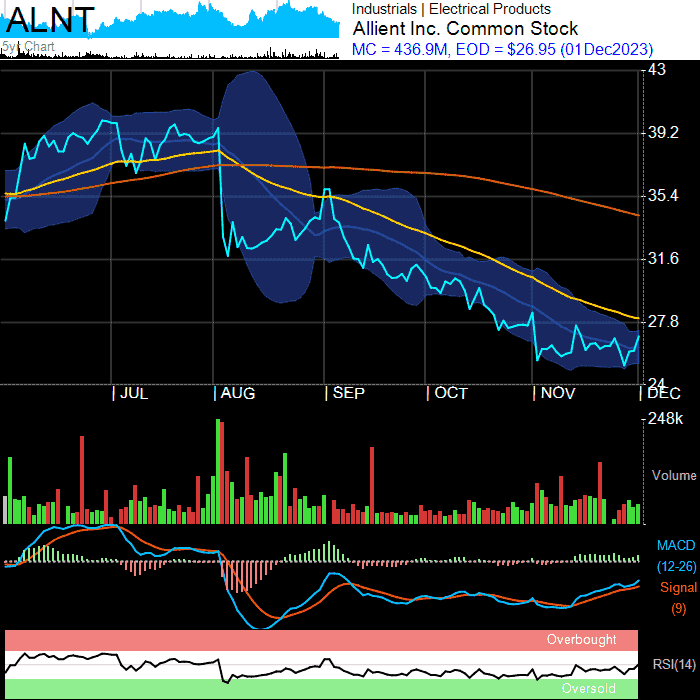 ALNT
5yr Chart
Industrials | Electrical Products
Allient Inc. Common Stock
MC = 436.9M, EOD = $26.95 (01Dec2023)
43
39.2
35.4
31.6
27.8
24
| JUL | AUG | SEP | OCT | NOV | DEC
248k
Volume
MACD
(12-26)
Signal
(9)
Overbought
RSI(14)
Oversold